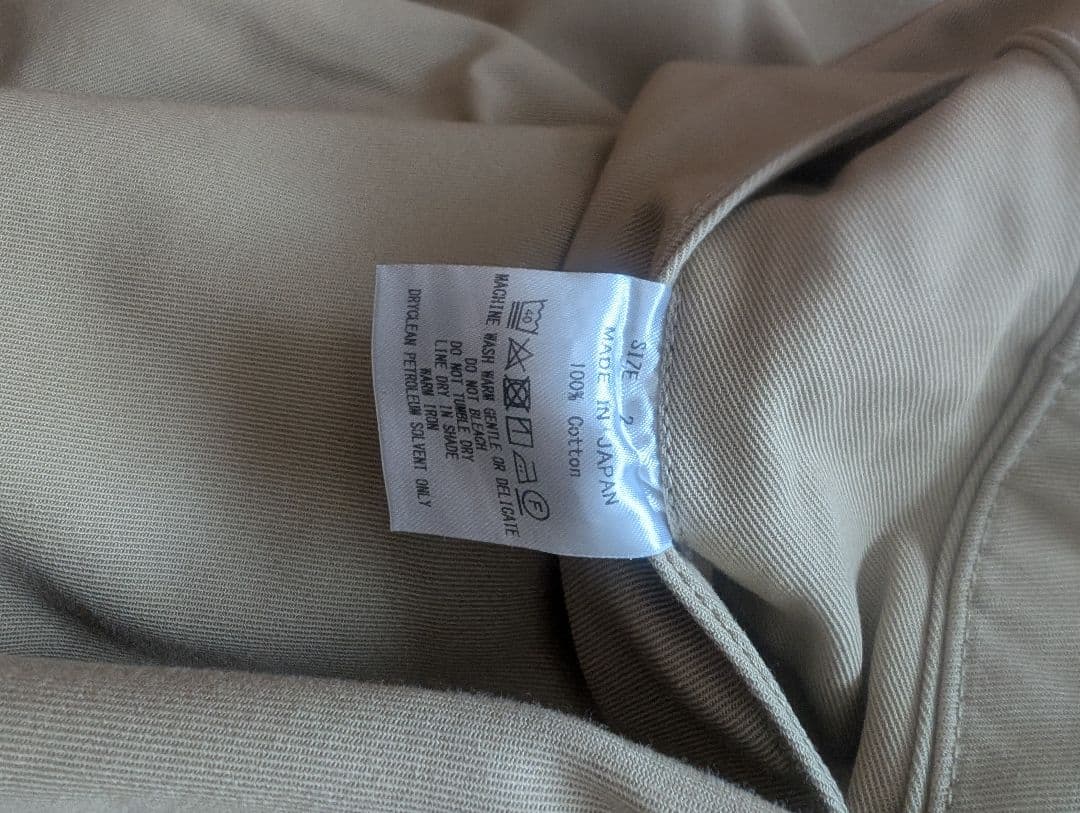 SIZE 2
MADE IN JAPAN
100% Cotton
40 F
MACHINE WASH WARM GENTLE OR DELICATE
DO NOT BLEACH
DO NOT TUMBLE DRY
LINE DRY IN SHADE
WARM IRON
DRYCLEAN PETROLEUM SOLVENT ONLY